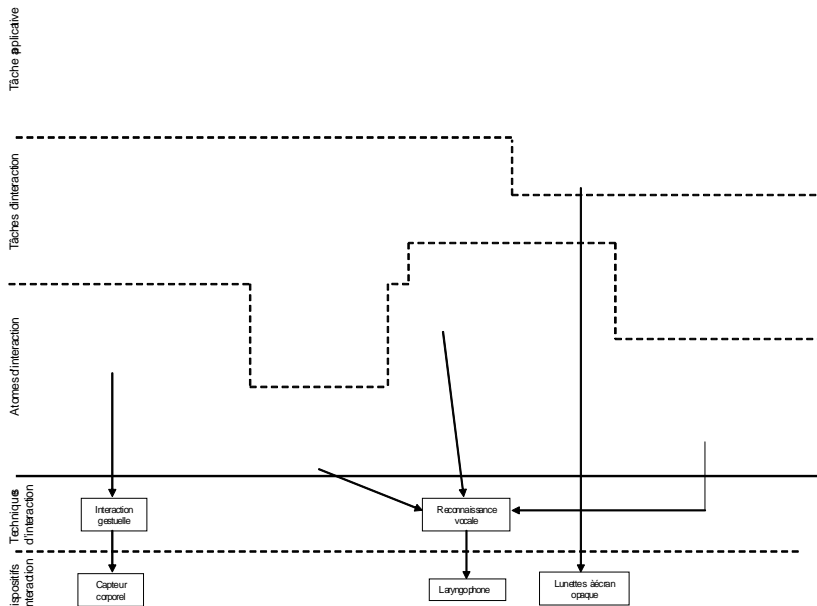 Tâche applicative
Tâches d'interaction
Atomes d'interaction
Techniques
d'interaction
Interaction
gestuelle
Reconnaissance
vocale
Capteur
corporel
Laryngophone
Lunettes à écran
opaque